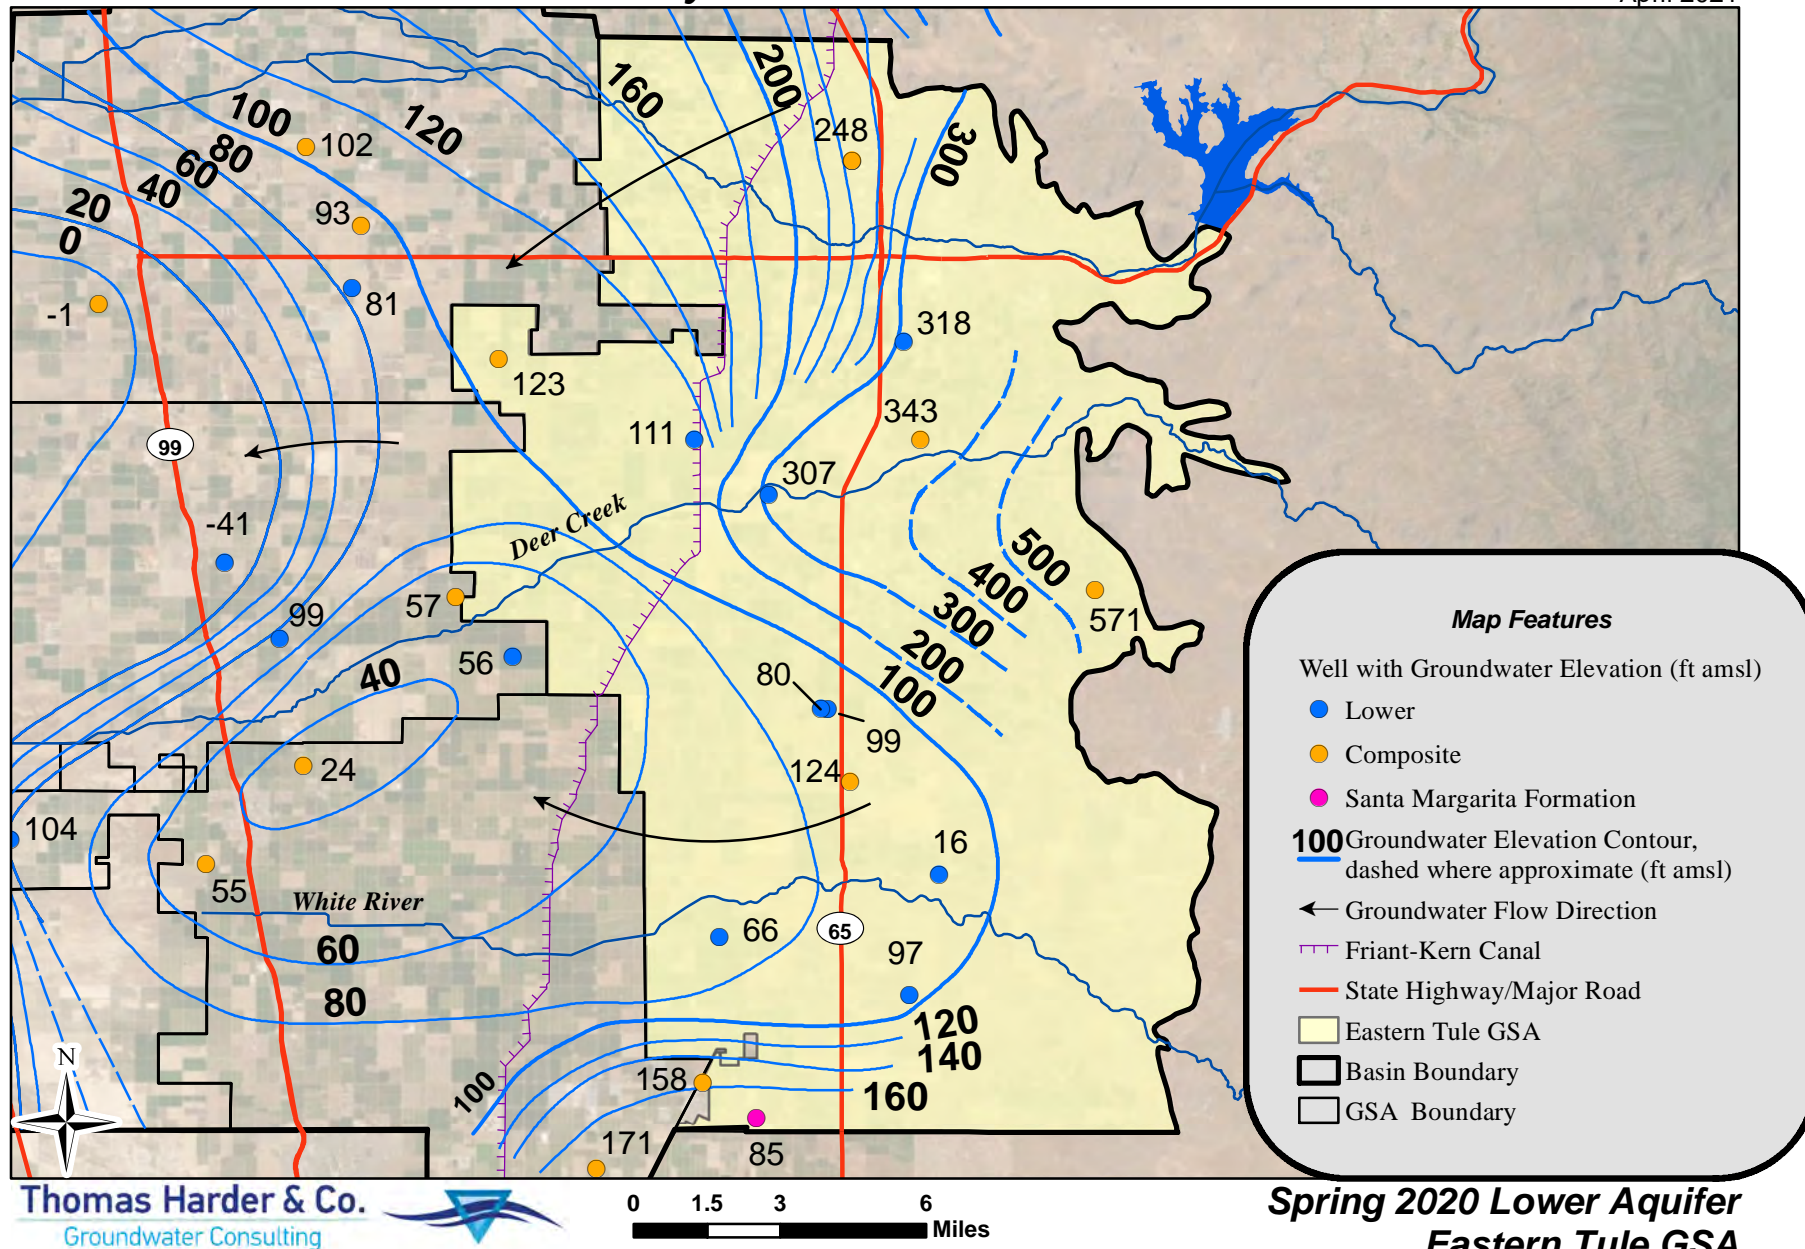 200
160
100
120
248
102
80
300
60
40
93
20
0
-1
81
318
123
343
111
99
307
-41
Deer Creek
500
400
57
99
300
571
56
200
40
80
100
99
24
124
104
16
55
White River
66
65
60
97
80
120
140
100
158
160
171
85
N
Map Features
Well with Groundwater Elevation (ft amsl)
Lower
Composite
Santa Margarita Formation
100 Groundwater Elevation Contour,
dashed where approximate (ft amsl)
Groundwater Flow Direction
Friant-Kern Canal
State Highway/Major Road
Eastern Tule GSA
Basin Boundary
GSA Boundary
Thomas Harder & Co.
Groundwater Consulting
0 1.5 3 6
Miles
Spring 2020 Lower Aquifer
Eastern Tule GSA